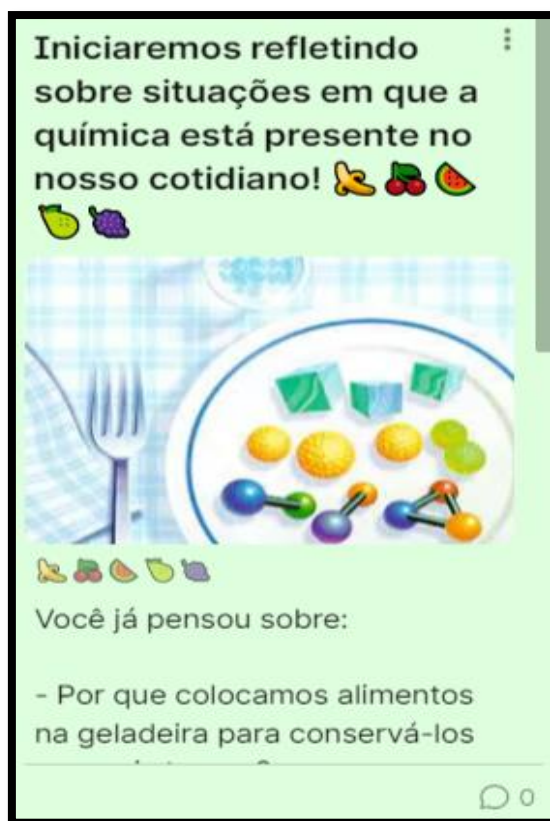 Iniciaremos refletindo
sobre situações em que a
química está presente no
nosso cotidiano! 🍌 🍒 🍉
🍐 🍇
🍌 🍒 🍉 🍐 🍇
Você já pensou sobre:
- Por que colocamos alimentos
na geladeira para conservá-los
0